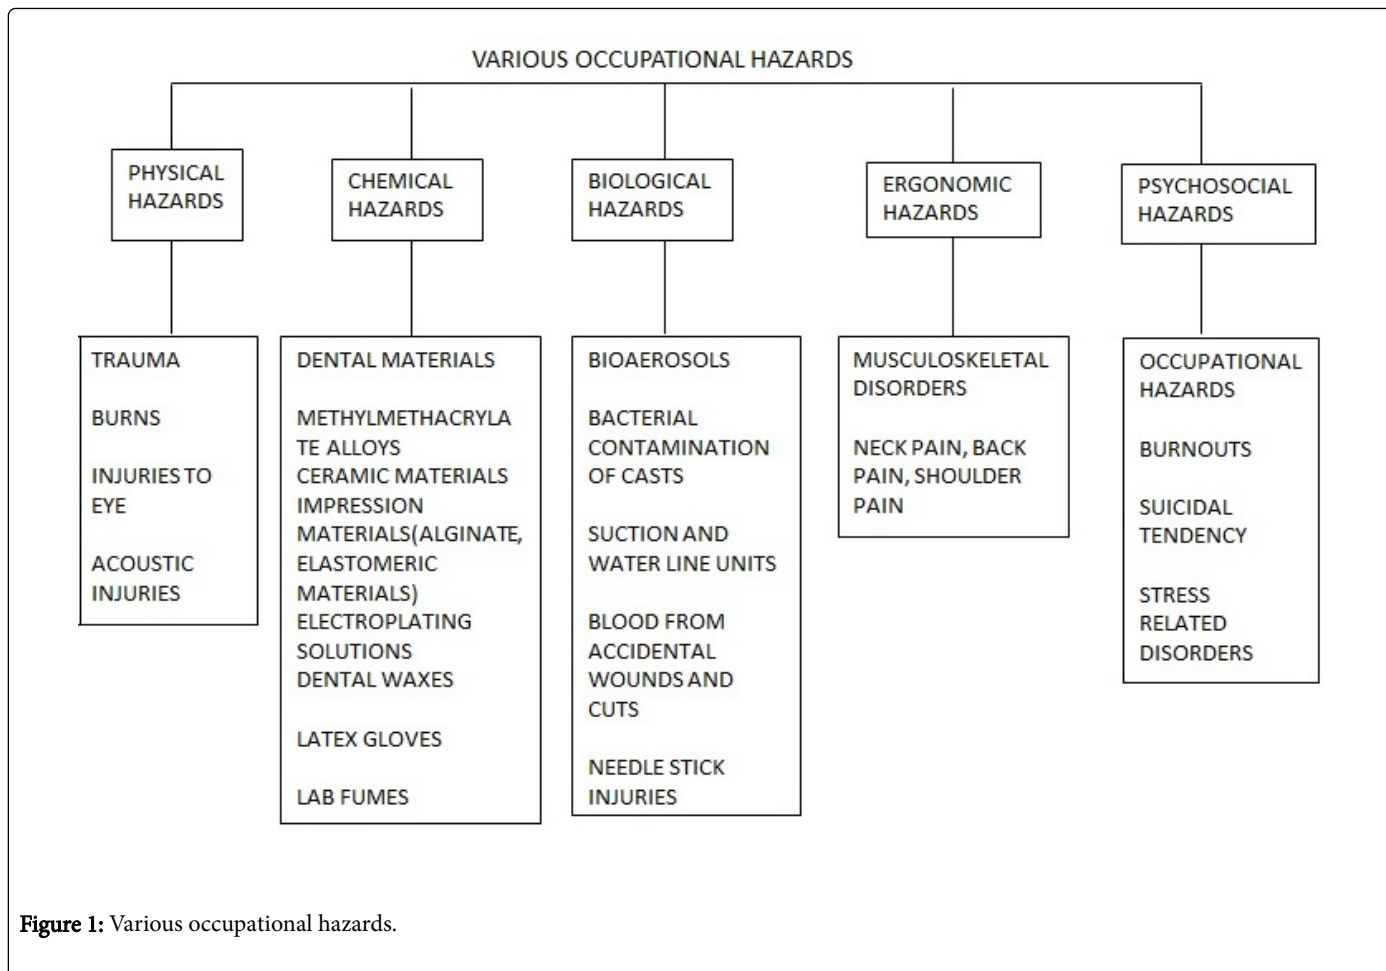 VARIOUS OCCUPATIONAL HAZARDS
PHYSICAL
HAZARDS
CHEMICAL
HAZARDS
BIOLOGICAL
HAZARDS
ERGONOMIC
HAZARDS
PSYCHOSOCIAL
HAZARDS
TRAUMA
BURNS
INJURIES TO
EYE
ACOUSTIC
INJURIES
DENTAL MATERIALS
METHYLMETHACRYLA
TE ALLOYS
CERAMIC MATERIALS
IMPRESSION
MATERIALS(ALGINATE,
ELASTOMERIC
MATERIALS)
ELECTROPLATING
SOLUTIONS
DENTAL WAXES
LATEX GLOVES
LAB FUMES
BIOAEROSOLS
BACTERIAL
CONTAMINATION
OF CASTS
SUCTION AND
WATER LINE UNITS
BLOOD FROM
ACCIDENTAL
WOUNDS AND
CUTS
NEEDLE STICK
INJURIES
MUSCULOSKELETAL
DISORDERS
NECK PAIN, BACK
PAIN, SHOULDER
PAIN
OCCUPATIONAL
HAZARDS
BURNOUTS
SUICIDAL
TENDENCY
STRESS
RELATED
DISORDERS
Figure 1: Various occupational hazards.